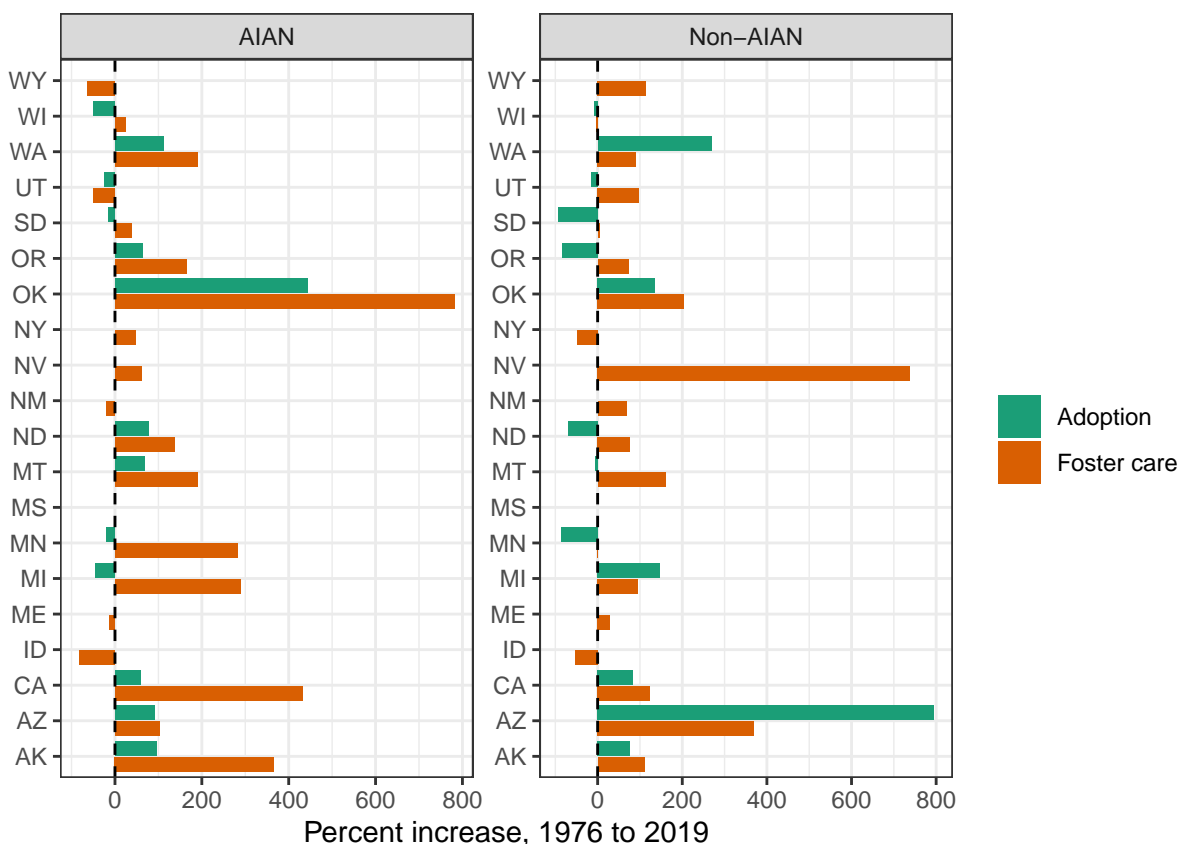 AIAN
Non−AIAN
WY
WI
WA
UT
SD
OR
OK
NY
NV
NM
ND
MT
MS
MN
MI
ME
ID
CA
AZ
AK
0 200 400 600 800
WY
WI
WA
UT
SD
OR
OK
NY
NV
NM
ND
MT
MS
MN
MI
ME
ID
CA
AZ
AK
0 200 400 600 800
Percent increase, 1976 to 2019
Adoption
Foster care